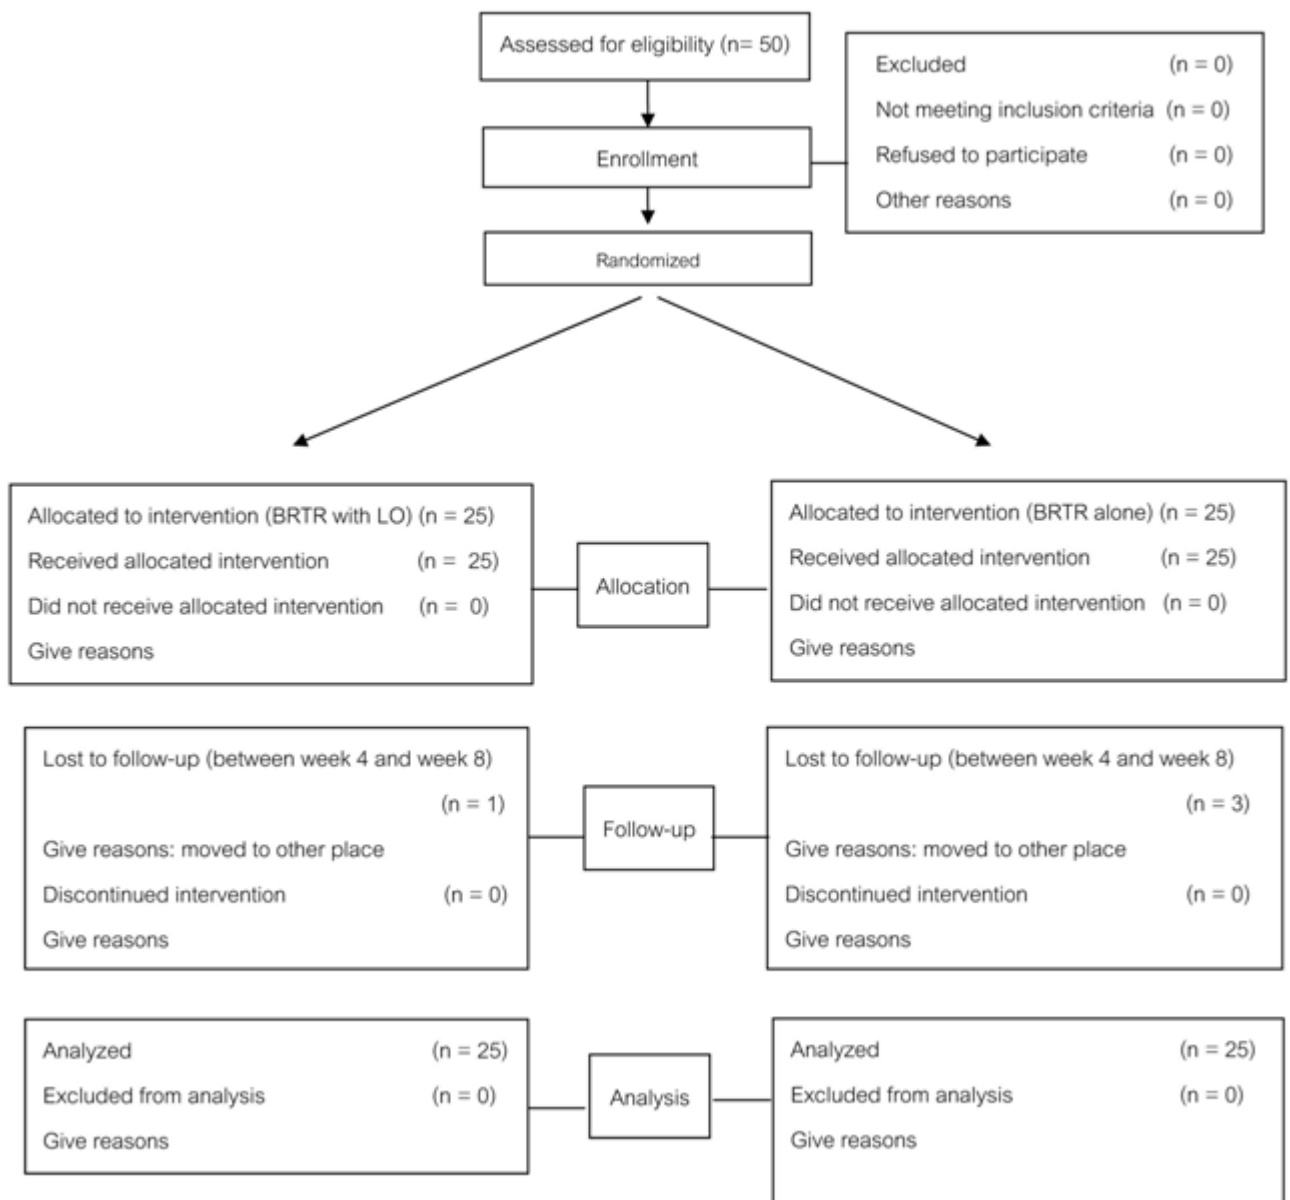 Assessed for eligibility (n= 50)
Excluded (n = 0)
Not meeting inclusion criteria (n = 0)
Refused to participate (n = 0)
Other reasons (n = 0)
Enrollment
Randomized
Allocated to intervention (BRTR with LO) (n = 25)
Received allocated intervention (n = 25)
Did not receive allocated intervention (n = 0)
Give reasons
Allocation
Allocated to intervention (BRTR alone) (n = 25)
Received allocated intervention (n = 25)
Did not receive allocated intervention (n = 0)
Give reasons
Lost to follow-up (between week 4 and week 8)
(n = 1)
Give reasons: moved to other place
Discontinued intervention (n = 0)
Give reasons
Follow-up
Lost to follow-up (between week 4 and week 8)
(n = 3)
Give reasons: moved to other place
Discontinued intervention (n = 0)
Give reasons
Analyzed (n = 25)
Excluded from analysis (n = 0)
Give reasons
Analysis
Analyzed (n = 25)
Excluded from analysis (n = 0)
Give reasons